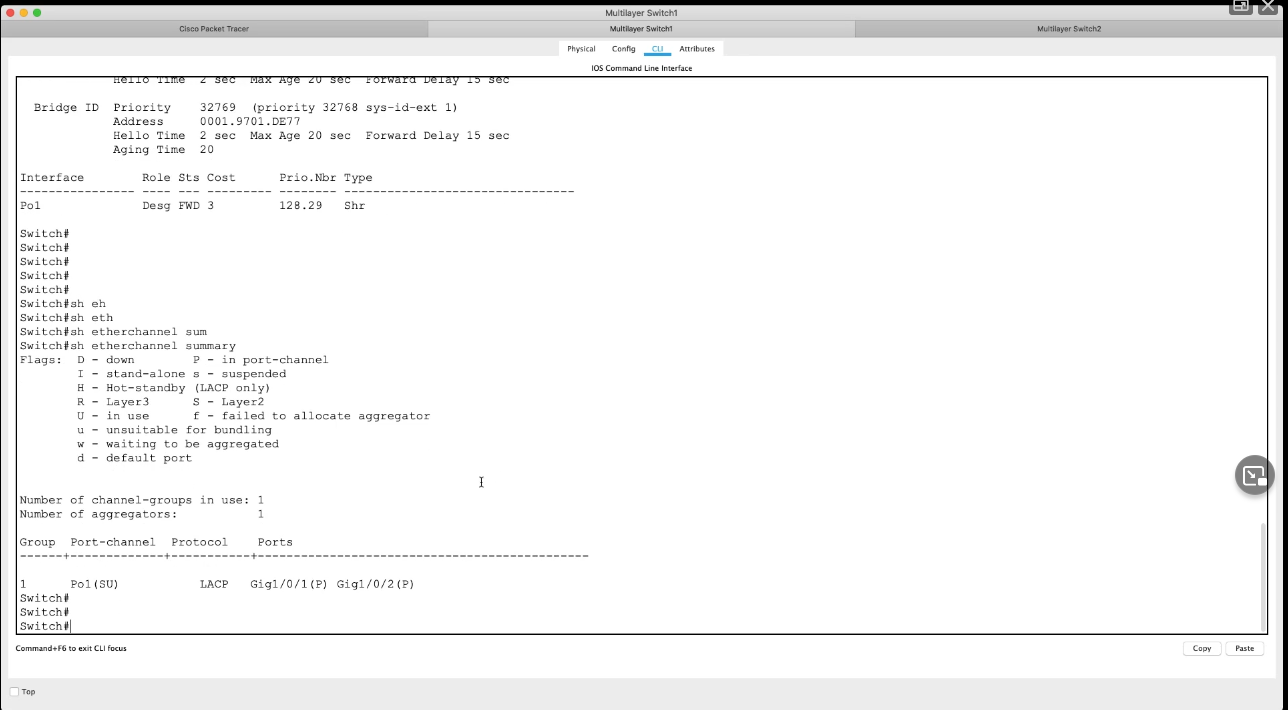 Multilayer Switch1
Cisco Packet Tracer
Multilayer Switch1
Multilayer Switch2
Physical Config CLI Attributes
IOS Command Line Interface
Hello Time 2 sec Max Age 20 sec Forward Delay 15 sec
Bridge ID Priority 32769 (priority 32768 sys-id-ext 1)
Address 0001.9701.DE77
Hello Time 2 sec Max Age 20 sec Forward Delay 15 sec
Aging Time 20
Interface Role Sts Cost Prio.Nbr Type
---------------- ---- --- --------- -------- --------------------------------
Po1 Desg FWD 3 128.29 Shr
Switch#
Switch#
Switch#
Switch#
Switch#
Switch#sh eh
Switch#sh eth
Switch#sh etherchannel sum
Switch#sh etherchannel summary
Flags: D - down P - in port-channel
I - stand-alone s - suspended
H - Hot-standby (LACP only)
R - Layer3 S - Layer2
U - in use f - failed to allocate aggregator
u - unsuitable for bundling
w - waiting to be aggregated
d - default port
Number of channel-groups in use: 1
Number of aggregators: 1
Group Port-channel Protocol Ports
------+-------------+-----------+----------------------------------------------
1 Po1(SU) LACP Gig1/0/1(P) Gig1/0/2(P)
Switch#
Switch#
Switch#
Command+F6 to exit CLI focus
Copy Paste
Top